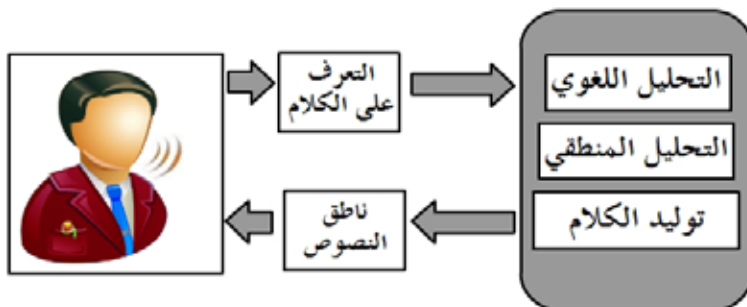 التعرف
على الكلام
التحليل اللغوي
التحليل المنطقي
توليد الكلام
ناطق
النصوص